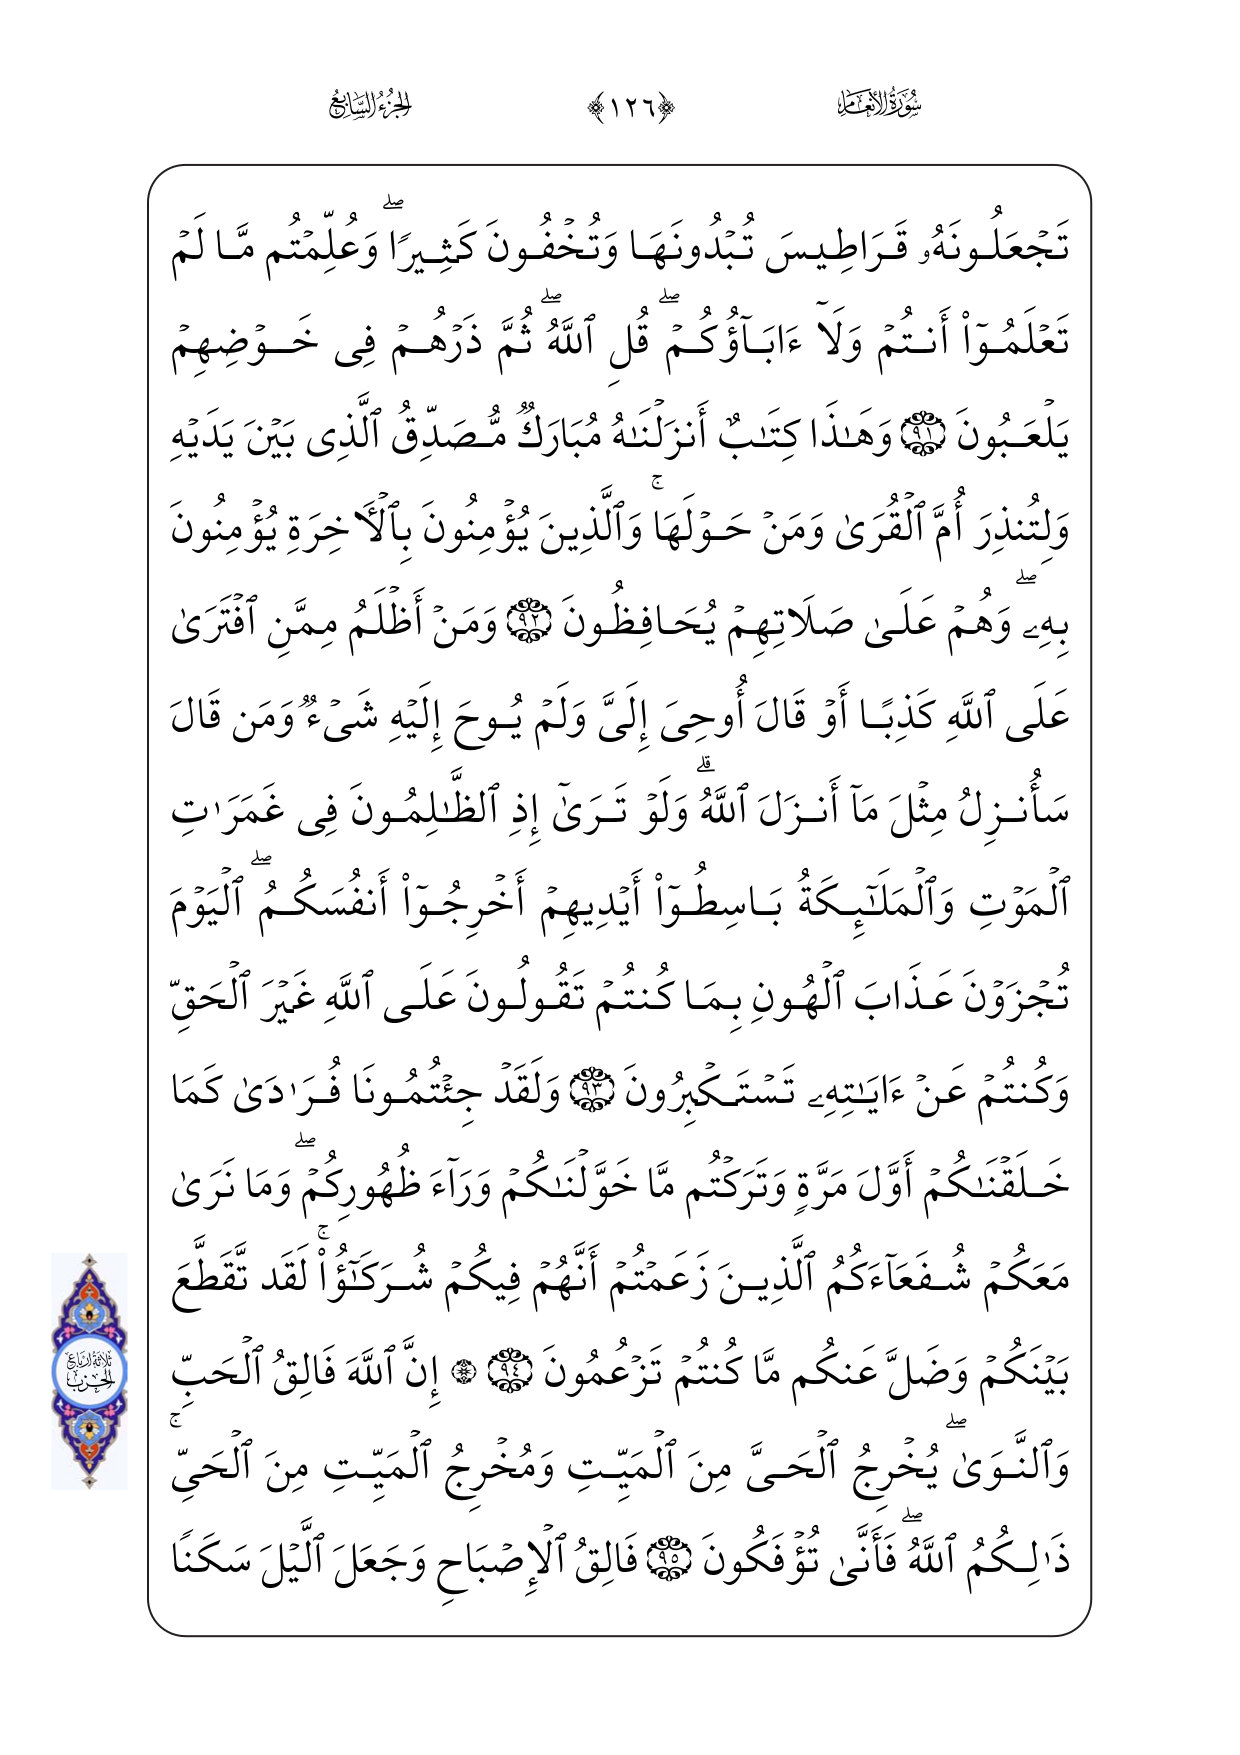 سُورَةُ الأَنْعَامِ ﴿١٢٦﴾ الجُزْءُ السَّابِعُ
تَجۡعَلُونَهُۥ قَرَاطِيسَ تُبۡدُونَهَا وَتُخۡفُونَ كَثِيرٗاۖ وَعُلِّمۡتُم مَّا لَمۡ
تَعۡلَمُوٓاْ أَنتُمۡ وَلَآ ءَابَآؤُكُمۡۖ قُلِ ٱللَّهُۖ ثُمَّ ذَرۡهُمۡ فِي خَوۡضِهِمۡ
يَلۡعَبُونَ ٩١ وَهَٰذَا كِتَٰبٌ أَنزَلۡنَٰهُ مُبَارَكٞ مُّصَدِّقُ ٱلَّذِي بَيۡنَ يَدَيۡهِ
وَلِتُنذِرَ أُمَّ ٱلۡقُرَىٰ وَمَنۡ حَوۡلَهَاۚ وَٱلَّذِينَ يُؤۡمِنُونَ بِٱلۡأٓخِرَةِ يُؤۡمِنُونَ
بِهِۦۖ وَهُمۡ عَلَىٰ صَلَاتِهِمۡ يُحَافِظُونَ ٩٢ وَمَنۡ أَظۡلَمُ مِمَّنِ ٱفۡتَرَىٰ
عَلَى ٱللَّهِ كَذِبًا أَوۡ قَالَ أُوحِيَ إِلَيَّ وَلَمۡ يُوحَ إِلَيۡهِ شَيۡءٞ وَمَن قَالَ
سَأُنزِلُ مِثۡلَ مَآ أَنزَلَ ٱللَّهُۗ وَلَوۡ تَرَىٰٓ إِذِ ٱلظَّٰلِمُونَ فِي غَمَرَٰتِ
ٱلۡمَوۡتِ وَٱلۡمَلَٰٓئِكَةُ بَاسِطُوٓاْ أَيۡدِيهِمۡ أَخۡرِجُوٓاْ أَنفُسَكُمُۖ ٱلۡيَوۡمَ
تُجۡزَوۡنَ عَذَابَ ٱلۡهُونِ بِمَا كُنتُمۡ تَقُولُونَ عَلَى ٱللَّهِ غَيۡرَ ٱلۡحَقِّ
وَكُنتُمۡ عَنۡ ءَايَٰتِهِۦ تَسۡتَكۡبِرُونَ ٩٣ وَلَقَدۡ جِئۡتُمُونَا فُرَٰدَىٰ كَمَا
خَلَقۡنَٰكُمۡ أَوَّلَ مَرَّةٖ وَتَرَكۡتُم مَّا خَوَّلۡنَٰكُمۡ وَرَآءَ ظُهُورِكُمۡۖ وَمَا نَرَىٰ
مَعَكُمۡ شُفَعَآءَكُمُ ٱلَّذِينَ زَعَمۡتُمۡ أَنَّهُمۡ فِيكُمۡ شُرَكَٰٓؤُاْۚ لَقَد تَّقَطَّعَ
بَيۡنَكُمۡ وَضَلَّ عَنكُم مَّا كُنتُمۡ تَزۡعُمُونَ ٩٤ ۞ إِنَّ ٱللَّهَ فَالِقُ ٱلۡحَبِّ
وَٱلنَّوَىٰۖ يُخۡرِجُ ٱلۡحَيَّ مِنَ ٱلۡمَيِّتِ وَمُخۡرِجُ ٱلۡمَيِّتِ مِنَ ٱلۡحَيِّۚ
ذَٰلِكُمُ ٱللَّهُۖ فَأَنَّىٰ تُؤۡفَكُونَ ٩٥ فَالِقُ ٱلۡإِصۡبَاحِ وَجَعَلَ ٱلَّيۡلَ سَكَنٗا
ثَلَاثَةُ أَرْبَاعِ
الحِزْبِ